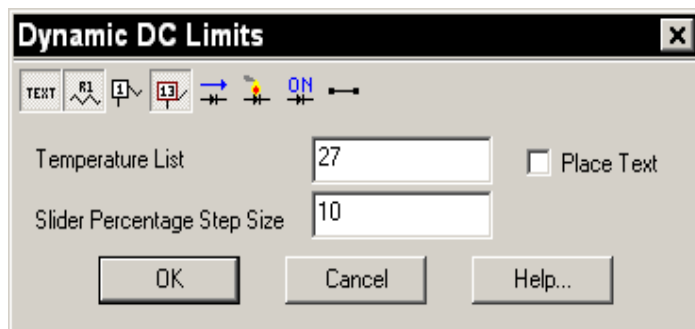 Dynamic DC Limits
TEXT R1 1 13 ON
Temperature List 27 Place Text
Slider Percentage Step Size 10
OK Cancel Help...